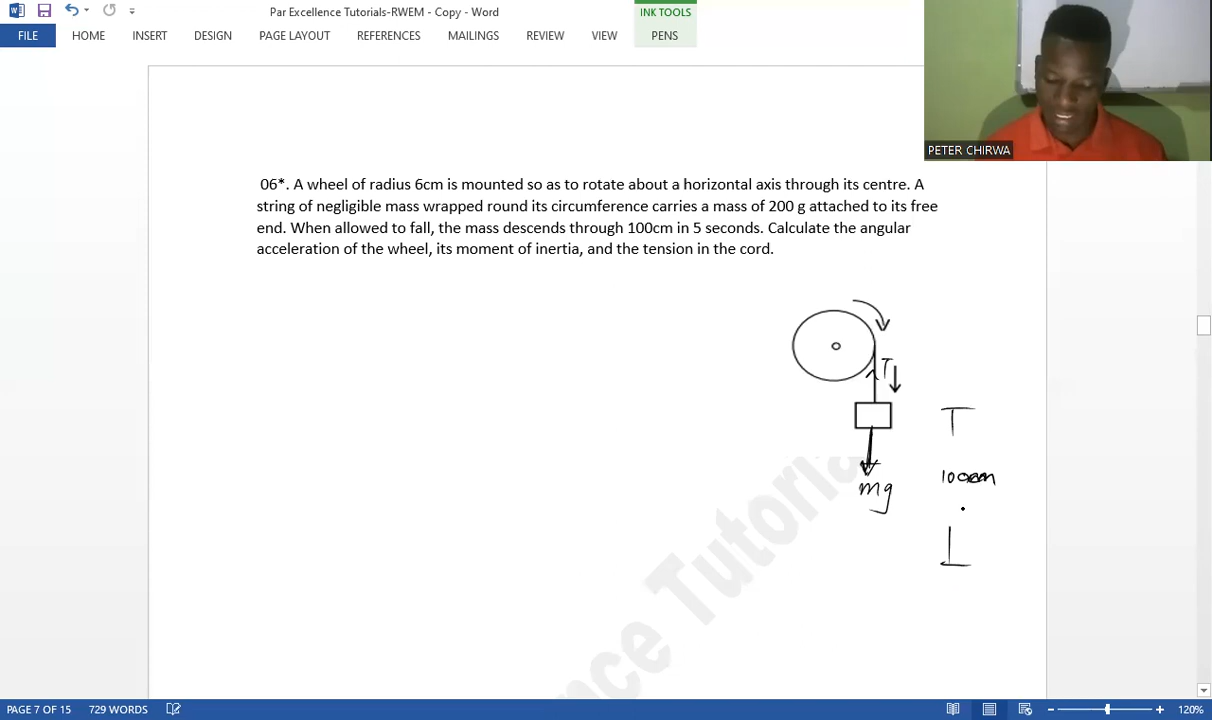 Par Excellence Tutorials-RWEM - Copy - Word
INK TOOLS
FILE HOME INSERT DESIGN PAGE LAYOUT REFERENCES MAILINGS REVIEW VIEW PENS
PETER CHIRWA
06*. A wheel of radius 6cm is mounted so as to rotate about a horizontal axis through its centre. A
string of negligible mass wrapped round its circumference carries a mass of 200 g attached to its free
end. When allowed to fall, the mass descends through 100cm in 5 seconds. Calculate the angular
acceleration of the wheel, its moment of inertia, and the tension in the cord.
T
100cm
mg
ence Tutoria
PAGE 7 OF 15 729 WORDS 120%